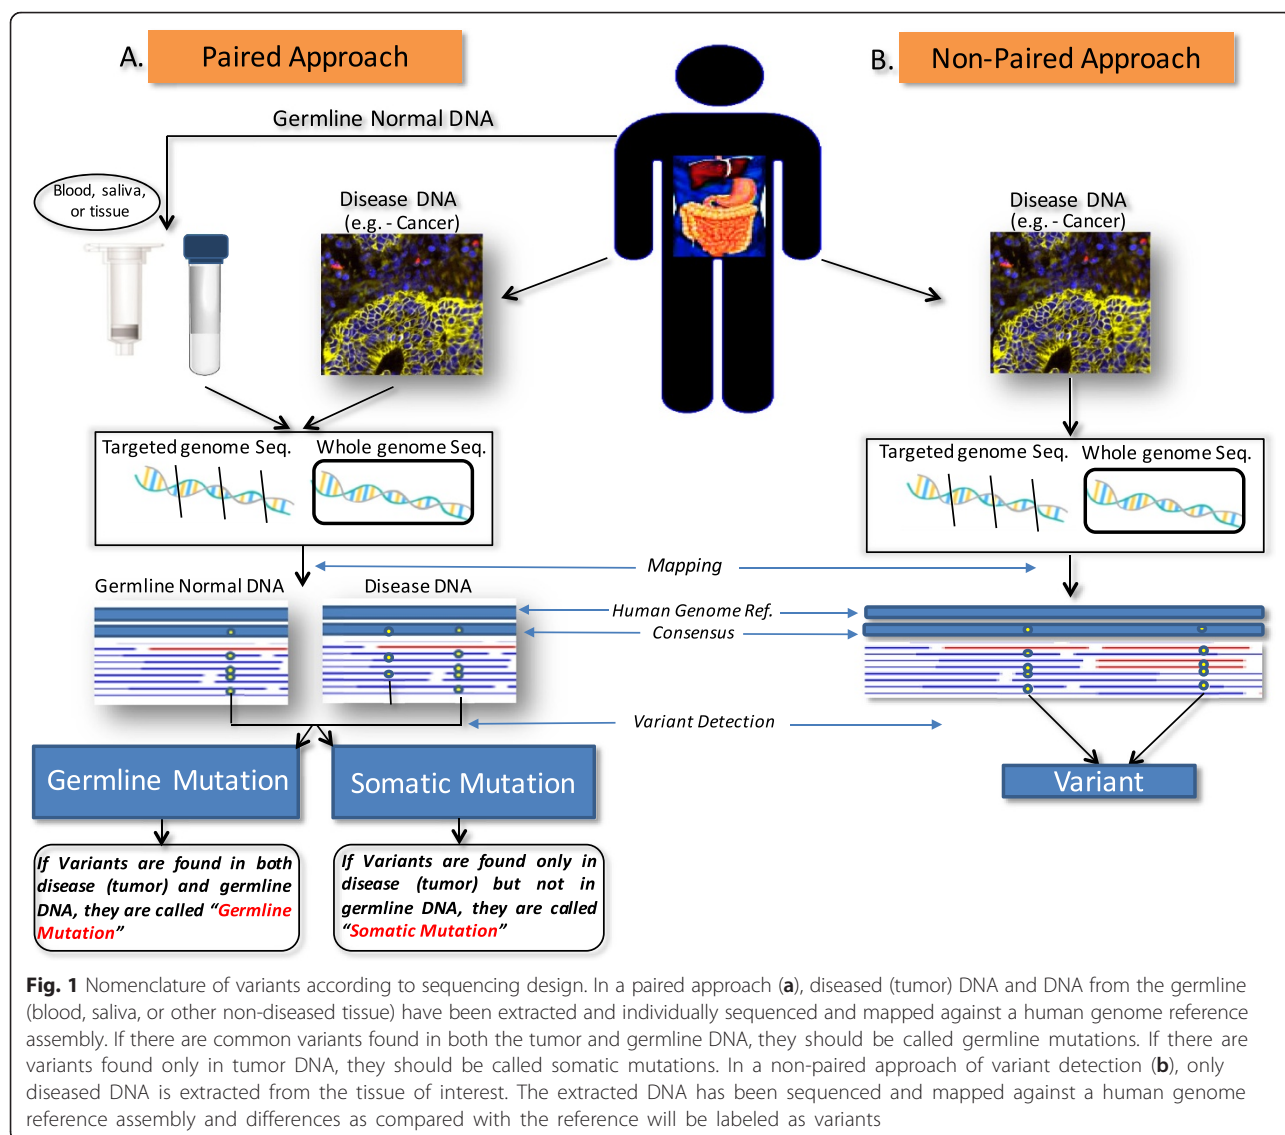 A. Paired Approach
B. Non-Paired Approach
Germline Normal DNA
Blood, saliva,
or tissue
Disease DNA
(e.g. - Cancer)
Disease DNA
(e.g. - Cancer)
Targeted genome Seq. Whole genome Seq.
Targeted genome Seq. Whole genome Seq.
Mapping
Germline Normal DNA
Disease DNA
Human Genome Ref.
Consensus
Variant Detection
Germline Mutation
Somatic Mutation
Variant
If Variants are found in both
disease (tumor) and germline
DNA, they are called “Germline
Mutation”
If Variants are found only in
disease (tumor) but not in
germline DNA, they are called
“Somatic Mutation”
Fig. 1 Nomenclature of variants according to sequencing design. In a paired approach (a), diseased (tumor) DNA and DNA from the germline
(blood, saliva, or other non-diseased tissue) have been extracted and individually sequenced and mapped against a human genome reference
assembly. If there are common variants found in both the tumor and germline DNA, they should be called germline mutations. If there are
variants found only in tumor DNA, they should be called somatic mutations. In a non-paired approach of variant detection (b), only
diseased DNA is extracted from the tissue of interest. The extracted DNA has been sequenced and mapped against a human genome
reference assembly and differences as compared with the reference will be labeled as variants